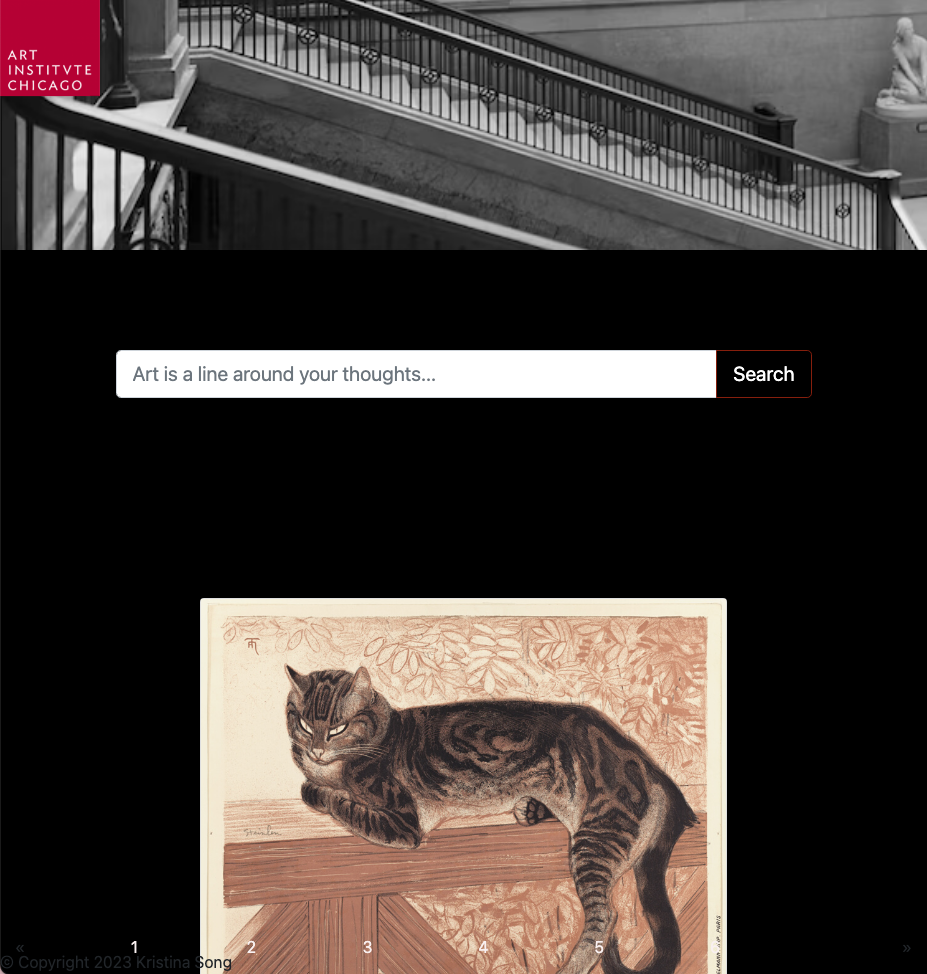 ART
INSTITVTE
CHICAGO
Art is a line around your thoughts...
Search
Steinlen
« 1 2 3 4 5 »
© Copyright 2023 Kristina Song